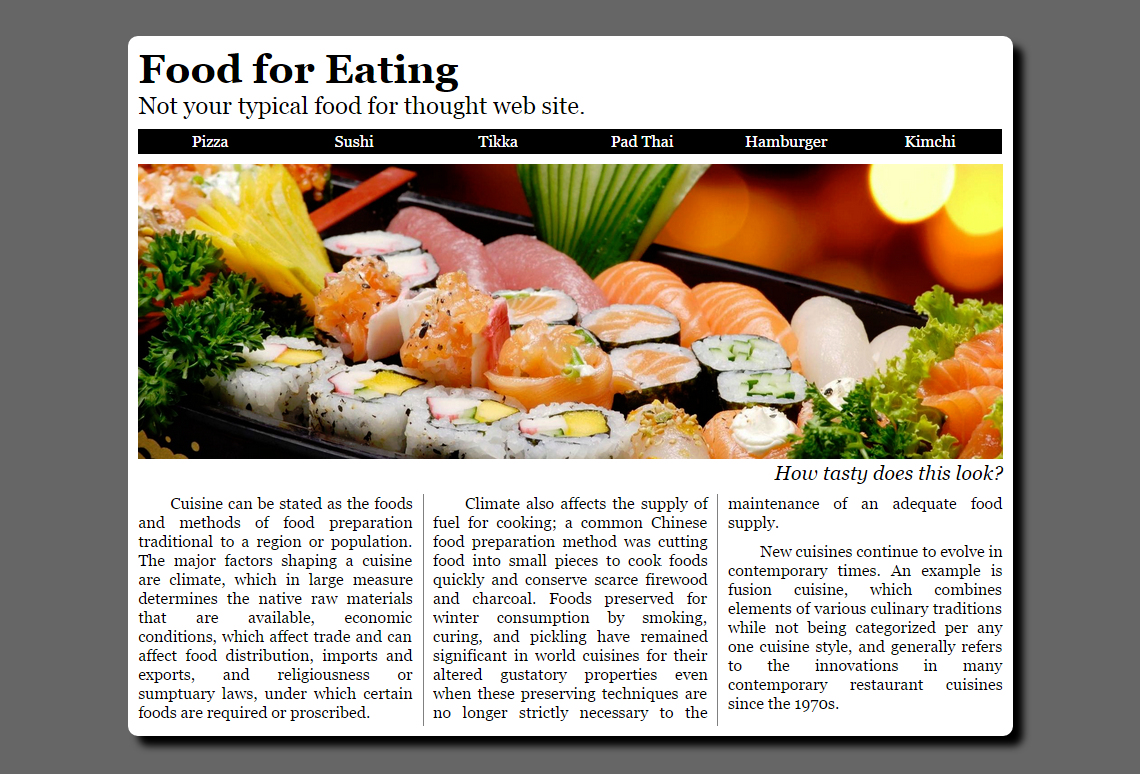 Food for Eating
Not your typical food for thought web site.
Pizza Sushi Tikka Pad Thai Hamburger Kimchi
How tasty does this look?
Cuisine can be stated as the foods
and methods of food preparation
traditional to a region or population.
The major factors shaping a cuisine
are climate, which in large measure
determines the native raw materials
that are available, economic
conditions, which affect trade and can
affect food distribution, imports and
exports, and religiousness or
sumptuary laws, under which certain
foods are required or proscribed.
Climate also affects the supply of
fuel for cooking; a common Chinese
food preparation method was cutting
food into small pieces to cook foods
quickly and conserve scarce firewood
and charcoal. Foods preserved for
winter consumption by smoking,
curing, and pickling have remained
significant in world cuisines for their
altered gustatory properties even
when these preserving techniques are
no longer strictly necessary to the
maintenance of an adequate food
supply.
New cuisines continue to evolve in
contemporary times. An example is
fusion cuisine, which combines
elements of various culinary traditions
while not being categorized per any
one cuisine style, and generally refers
to the innovations in many
contemporary restaurant cuisines
since the 1970s.